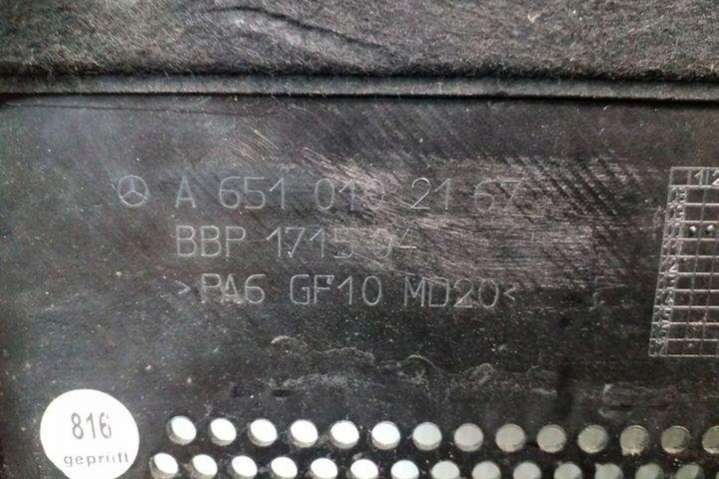 A 651 010 21 67
BBP 1715 04
>PA6 GF10 MD20<
816
geprüft